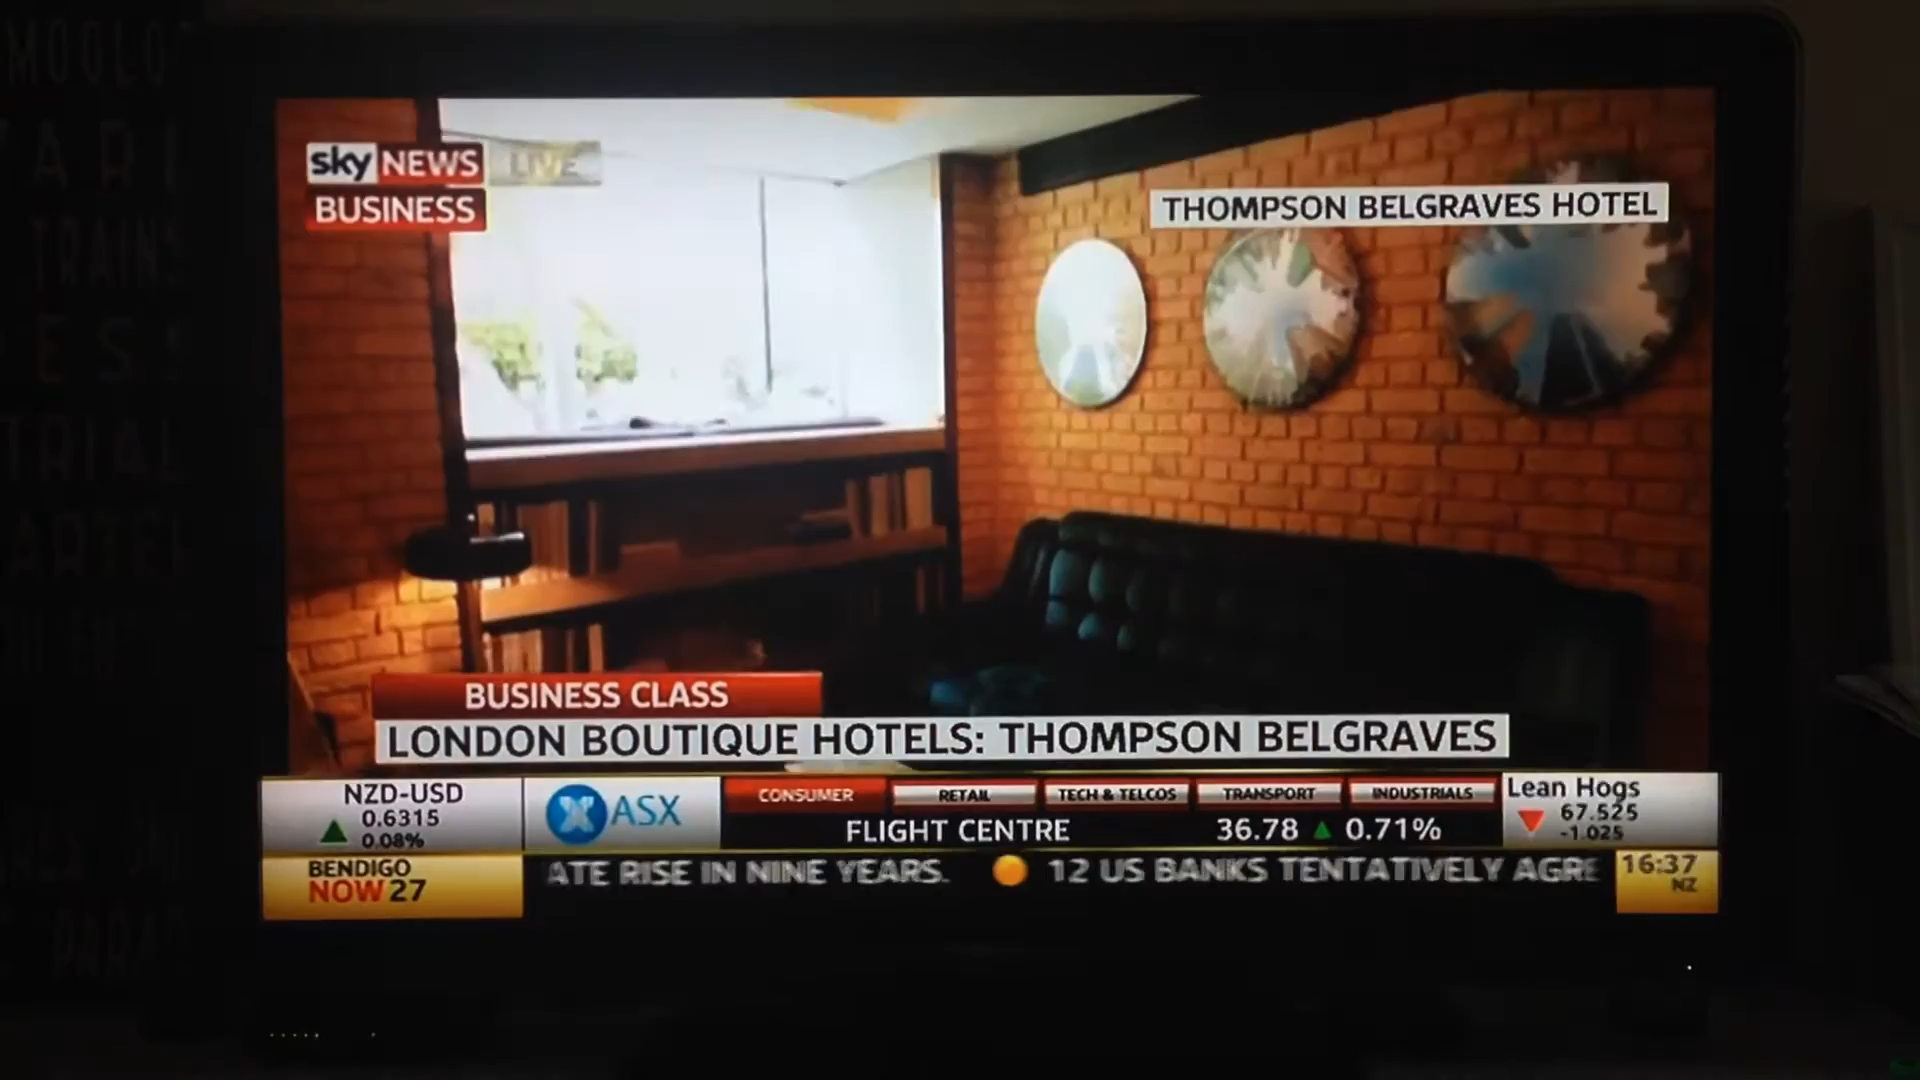 sky NEWS LIVE
BUSINESS
THOMPSON BELGRAVES HOTEL
BUSINESS CLASS
LONDON BOUTIQUE HOTELS: THOMPSON BELGRAVES
NZD-USD
0.6315
0.08%
ASX
CONSUMER RETAIL TECH & TELCOS TRANSPORT INDUSTRIALS
FLIGHT CENTRE 36.78 0.71%
Lean Hogs
67.525
-1.025
BENDIGO
NOW 27
ATE RISE IN NINE YEARS. 12 US BANKS TENTATIVELY AGRE
16:37
NZ